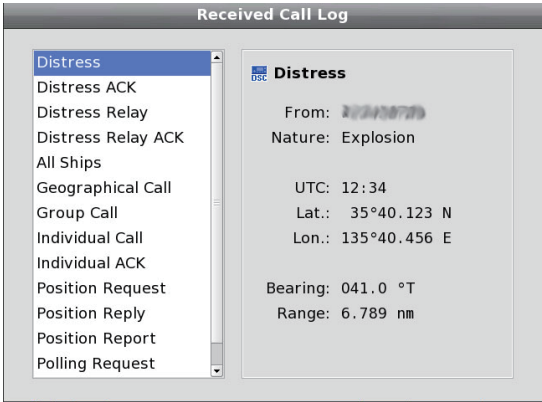 Received Call Log
Distress
Distress ACK
Distress Relay
Distress Relay ACK
All Ships
Geographical Call
Group Call
Individual Call
Individual ACK
Position Request
Position Reply
Position Report
Polling Request
DSC
Distress
From:
Nature: Explosion
UTC: 12:34
Lat.: 35°40.123 N
Lon.: 135°40.456 E
Bearing: 041.0 °T
Range: 6.789 nm